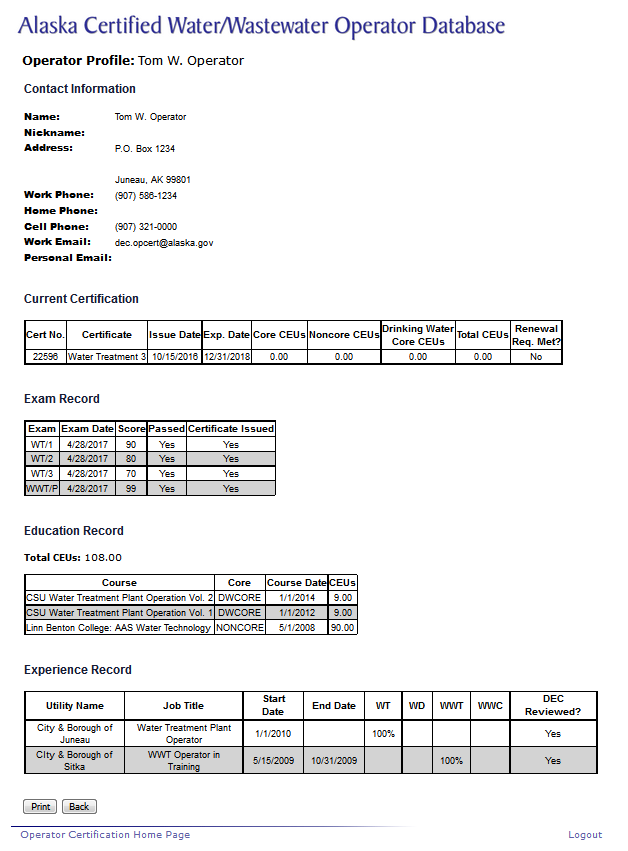 Alaska Certified Water/Wastewater Operator Database
Operator Profile: Tom W. Operator
Contact Information
Name: Tom W. Operator
Nickname:
Address: P.O. Box 1234
Juneau, AK 99801
Work Phone: (907) 586-1234
Home Phone:
Cell Phone: (907) 321-0000
Work Email: dec.opcert@alaska.gov
Personal Email:
Current Certification
Cert No. Certificate Issue Date Exp. Date Core CEUs Noncore CEUs Drinking Water Core CEUs Total CEUs Renewal Req. Met?
22596 Water Treatment 3 10/15/2016 12/31/2018 0.00 0.00 0.00 0.00 No
Exam Record
Exam Exam Date Score Passed Certificate Issued
WT/1 4/28/2017 90 Yes Yes
WT/2 4/28/2017 80 Yes Yes
WT/3 4/28/2017 70 Yes Yes
WWT/P 4/28/2017 99 Yes Yes
Education Record
Total CEUs: 108.00
Course Core Course Date CEUs
CSU Water Treatment Plant Operation Vol. 2 DWCORE 1/1/2014 9.00
CSU Water Treatment Plant Operation Vol. 1 DWCORE 1/1/2012 9.00
Linn Benton College: AAS Water Technology NONCORE 5/1/2008 90.00
Experience Record
Utility Name Job Title Start Date End Date WT WD WWT WWC DEC Reviewed?
City & Borough of Juneau Water Treatment Plant Operator 1/1/2010 100% Yes
CIty & Borough of Sitka WWT Operator in Training 5/15/2009 10/31/2009 100% Yes
Print Back
Operator Certification Home Page Logout